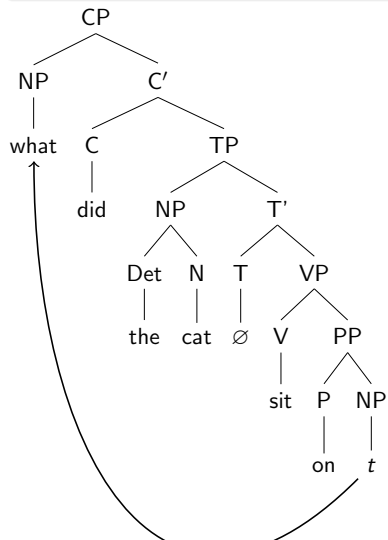 CP
NP C′
what C TP
did NP T'
Det N T VP
the cat ∅ V PP
sit P NP
on t